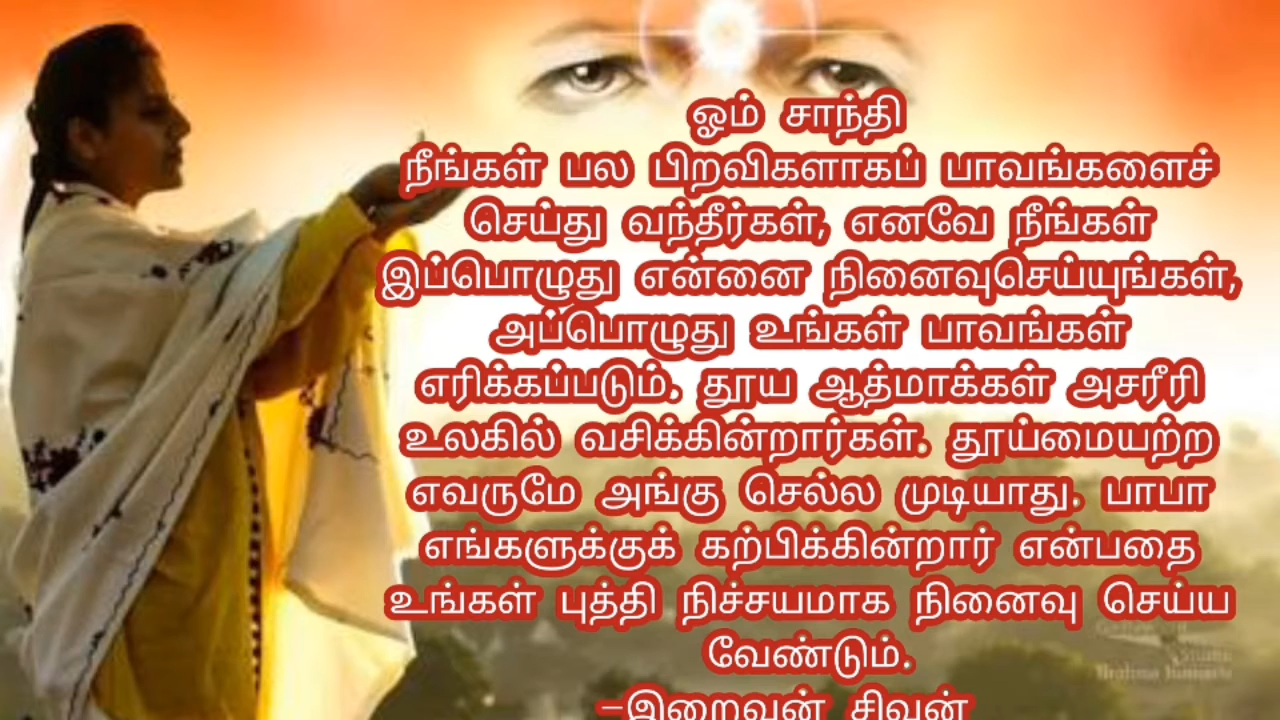 ஓம் சாந்தி
நீங்கள் பல பிறவிகளாகப் பாவங்களைச்
செய்து வந்தீர்கள், எனவே நீங்கள்
இப்பொழுது என்னை நினைவுசெய்யுங்கள்,
அப்பொழுது உங்கள் பாவங்கள்
எரிக்கப்படும். தூய ஆத்மாக்கள் அசரீரி
உலகில் வசிக்கின்றார்கள். தூய்மையற்ற
எவருமே அங்கு செல்ல முடியாது. பாபா
எங்களுக்குக் கற்பிக்கின்றார் என்பதை
உங்கள் புத்தி நிச்சயமாக நினைவு செய்ய
வேண்டும்.
–இறைவன் சிவன்
Brahma Kumaris